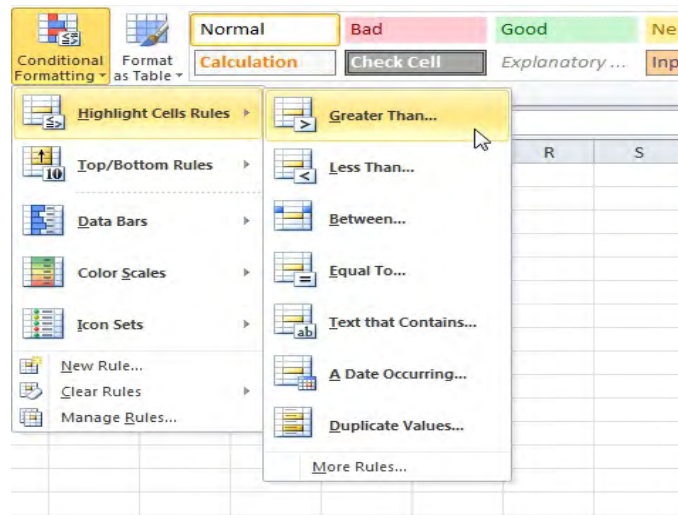 Normal Bad Good Ne
Conditional Formatting Format as Table
Calculation Check Cell Explanatory ... Inp
Highlight Cells Rules
Top/Bottom Rules
10
Data Bars
Color Scales
Icon Sets
New Rule...
Clear Rules
Manage Rules...
Greater Than...
>
Less Than...
<
Between...
Equal To...
=
Text that Contains...
ab
A Date Occurring...
Duplicate Values...
More Rules...
R S